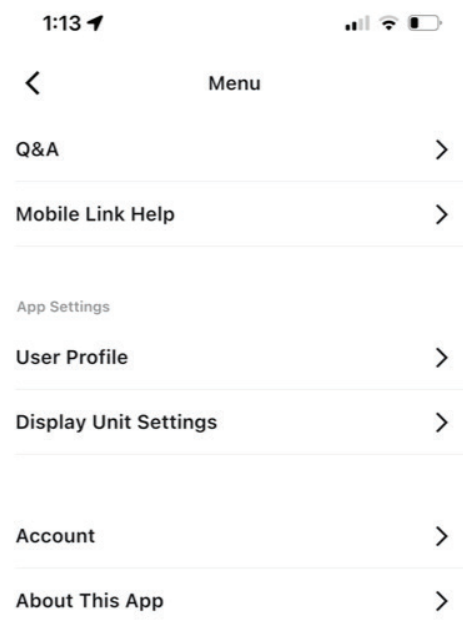 1:13
Menu
Q&A
Mobile Link Help
App Settings
User Profile
Display Unit Settings
Account
About This App